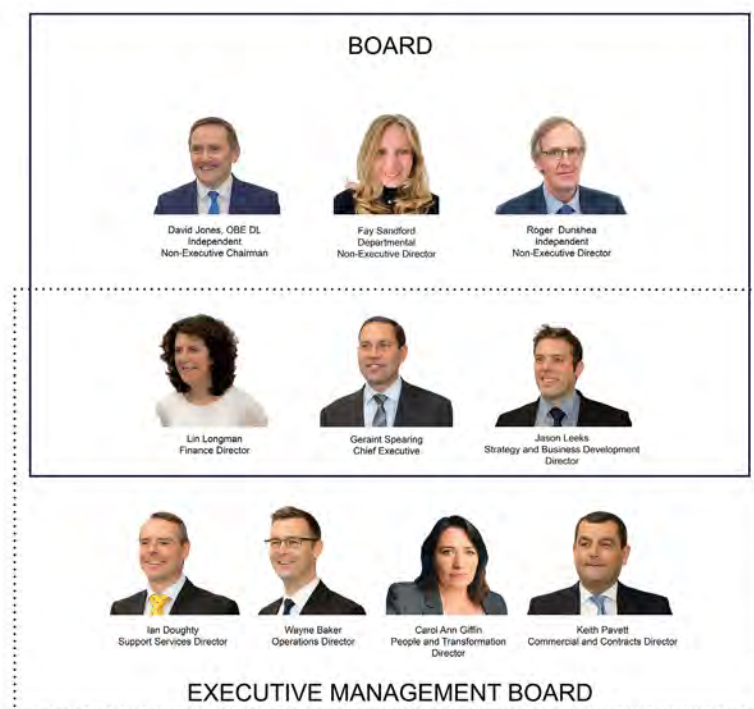 BOARD
David Jones, OBE DL
Independent
Non-Executive Chairman
Fay Sandford
Departmental
Non-Executive Director
Roger Dunshea
Independent
Non-Executive Director
Lin Longman
Finance Director
Geraint Spearing
Chief Executive
Jason Leeks
Strategy and Business Development
Director
Ian Doughty
Support Services Director
Wayne Baker
Operations Director
Carol Ann Giffin
People and Transformation
Director
Keith Pavett
Commercial and Contracts Director
EXECUTIVE MANAGEMENT BOARD